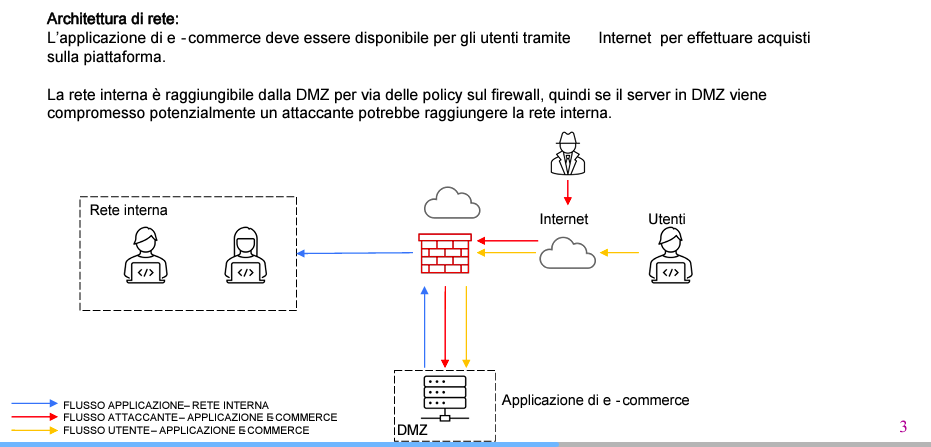 Architettura di rete:
L'applicazione di e - commerce deve essere disponibile per gli utenti tramite Internet per effettuare acquisti
sulla piattaforma.
La rete interna è raggiungibile dalla DMZ per via delle policy sul firewall, quindi se il server in DMZ viene
compromesso potenzialmente un attaccante potrebbe raggiungere la rete interna.
Rete interna
Internet
Utenti
Applicazione di e - commerce
DMZ
FLUSSO APPLICAZIONE– RETE INTERNA
FLUSSO ATTACCANTE – APPLICAZIONE E-COMMERCE
FLUSSO UTENTE – APPLICAZIONE E-COMMERCE
3